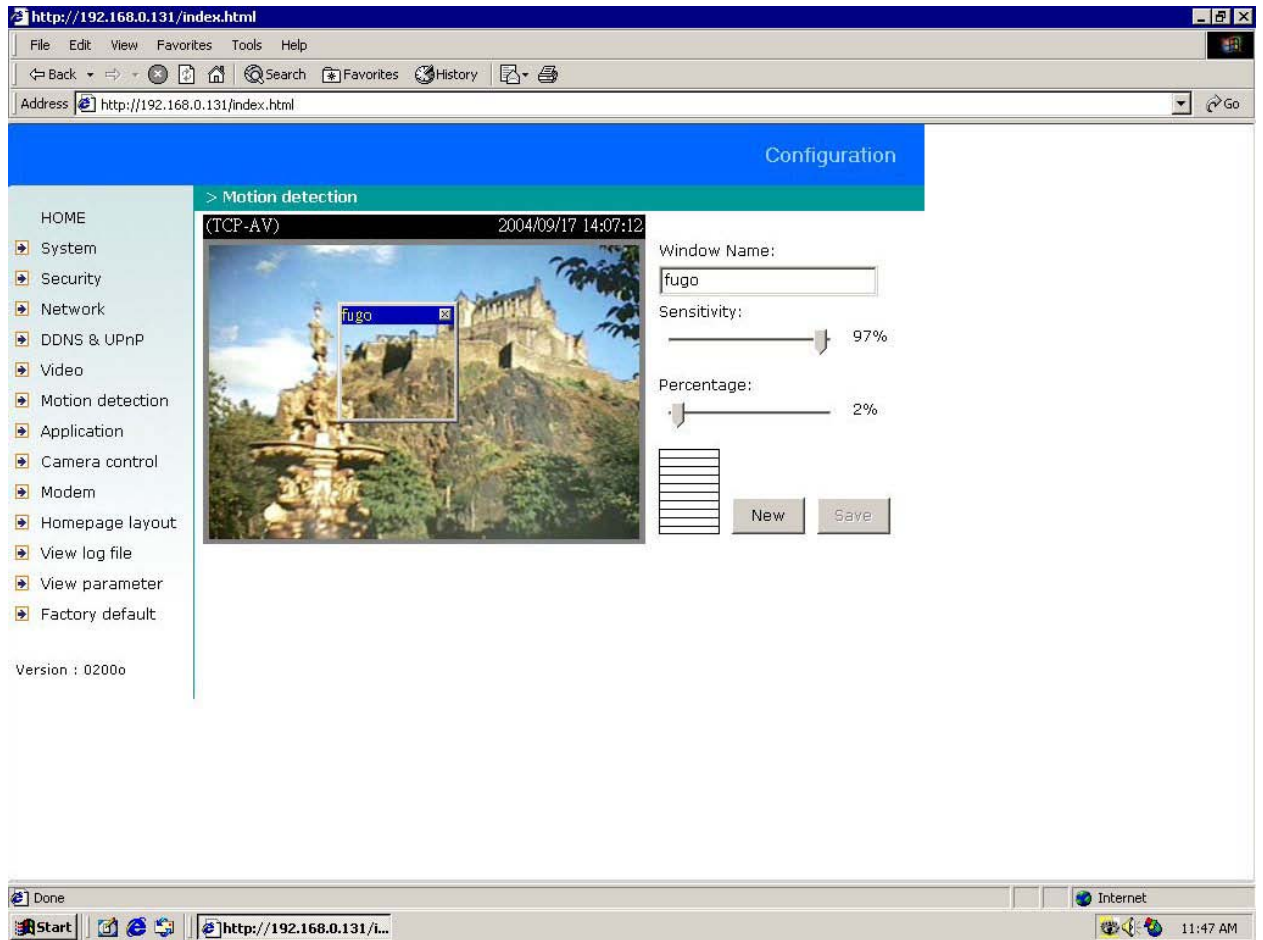 http://192.168.0.131/index.html
File Edit View Favorites Tools Help
Back Search Favorites History
Address http://192.168.0.131/index.html Go
Configuration
> Motion detection
HOME
System
Security
Network
DDNS & UPnP
Video
Motion detection
Application
Camera control
Modem
Homepage layout
View log file
View parameter
Factory default
Version : 0200o
(TCP-AV) 2004/09/17 14:07:12
fugo
Window Name:
fugo
Sensitivity:
97%
Percentage:
2%
New Save
Done Internet
Start http://192.168.0.131/i... 11:47 AM